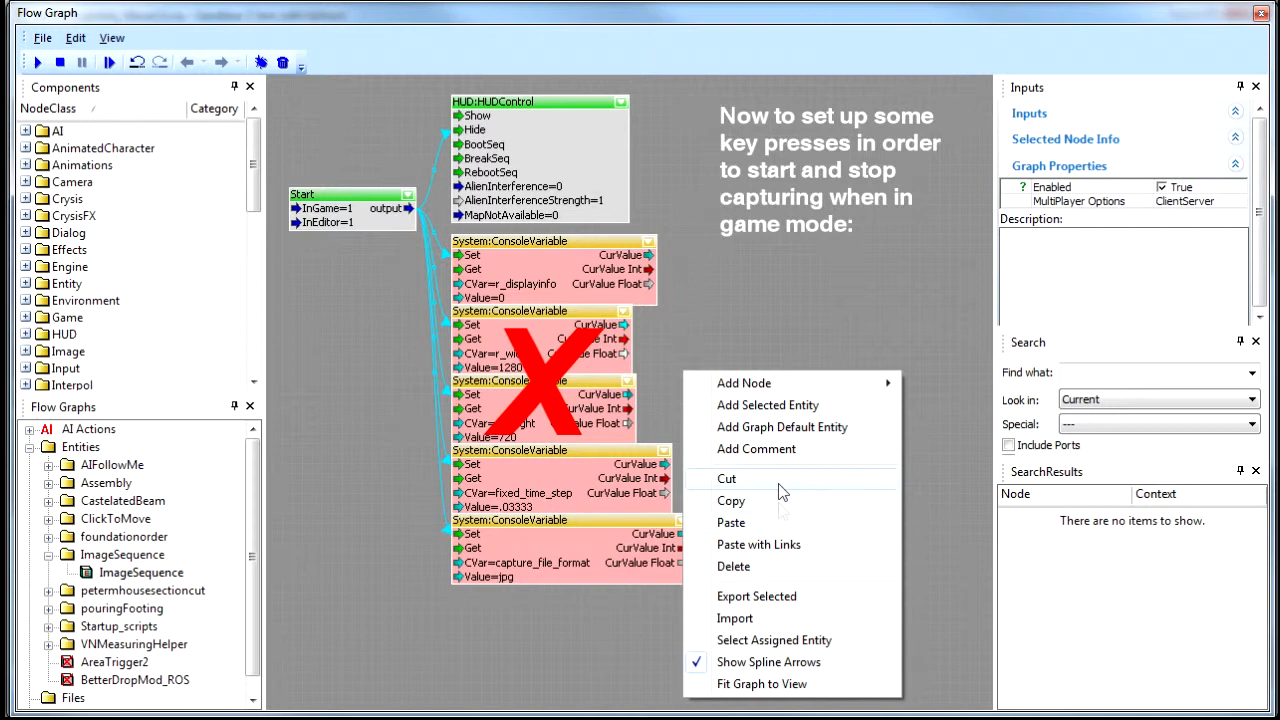 Flow Graph
File Edit View
Components
NodeClass / Category
AI
AnimatedCharacter
Animations
Camera
Crysis
CrysisFX
Dialog
Effects
Engine
Entity
Environment
Game
HUD
Image
Input
Interpol
Flow Graphs
AI AI Actions
Entities
AIFollowMe
Assembly
CastelatedBeam
ClickToMove
foundationorder
ImageSequence
ImageSequence
petermhousesectioncut
pouringFooting
Startup_scripts
VNMeasuringHelper
AreaTrigger2
BetterDropMod_ROS
Files
Start
InGame=1 output
InEditor=1
HUD:HUDControl
Show
Hide
BootSeq
BreakSeq
RebootSeq
AlienInterference=0
AlienInterferenceStrength=1
MapNotAvailable=0
System:ConsoleVariable
Set CurValue
Get CurValue Int
CVar=r_displayinfo CurValue Float
Value=0
System:ConsoleVariable
Set CurValue
Get Int
CVar=r_wi Value Float
Value=1280
System:Console
Set CurValue
Get CurValue Int
CurValue Float
Value=720
System:ConsoleVariable
Set CurValue
Get CurValue Int
CVar=fixed_time_step CurValue Float
Value=.03333
System:ConsoleVariable
Set CurValue
Get CurValue Int
CVar=capture_file_format CurValue Float
Value=jpg
X
Now to set up some
key presses in order
to start and stop
capturing when in
game mode:
Add Node
Add Selected Entity
Add Graph Default Entity
Add Comment
Cut
Copy
Paste
Paste with Links
Delete
Export Selected
Import
Select Assigned Entity
Show Spline Arrows
Fit Graph to View
Inputs
Inputs
Selected Node Info
Graph Properties
? Enabled True
MultiPlayer Options ClientServer
Description:
Search
Find what:
Look in: Current
Special: ---
Include Ports
SearchResults
Node Context
There are no items to show.